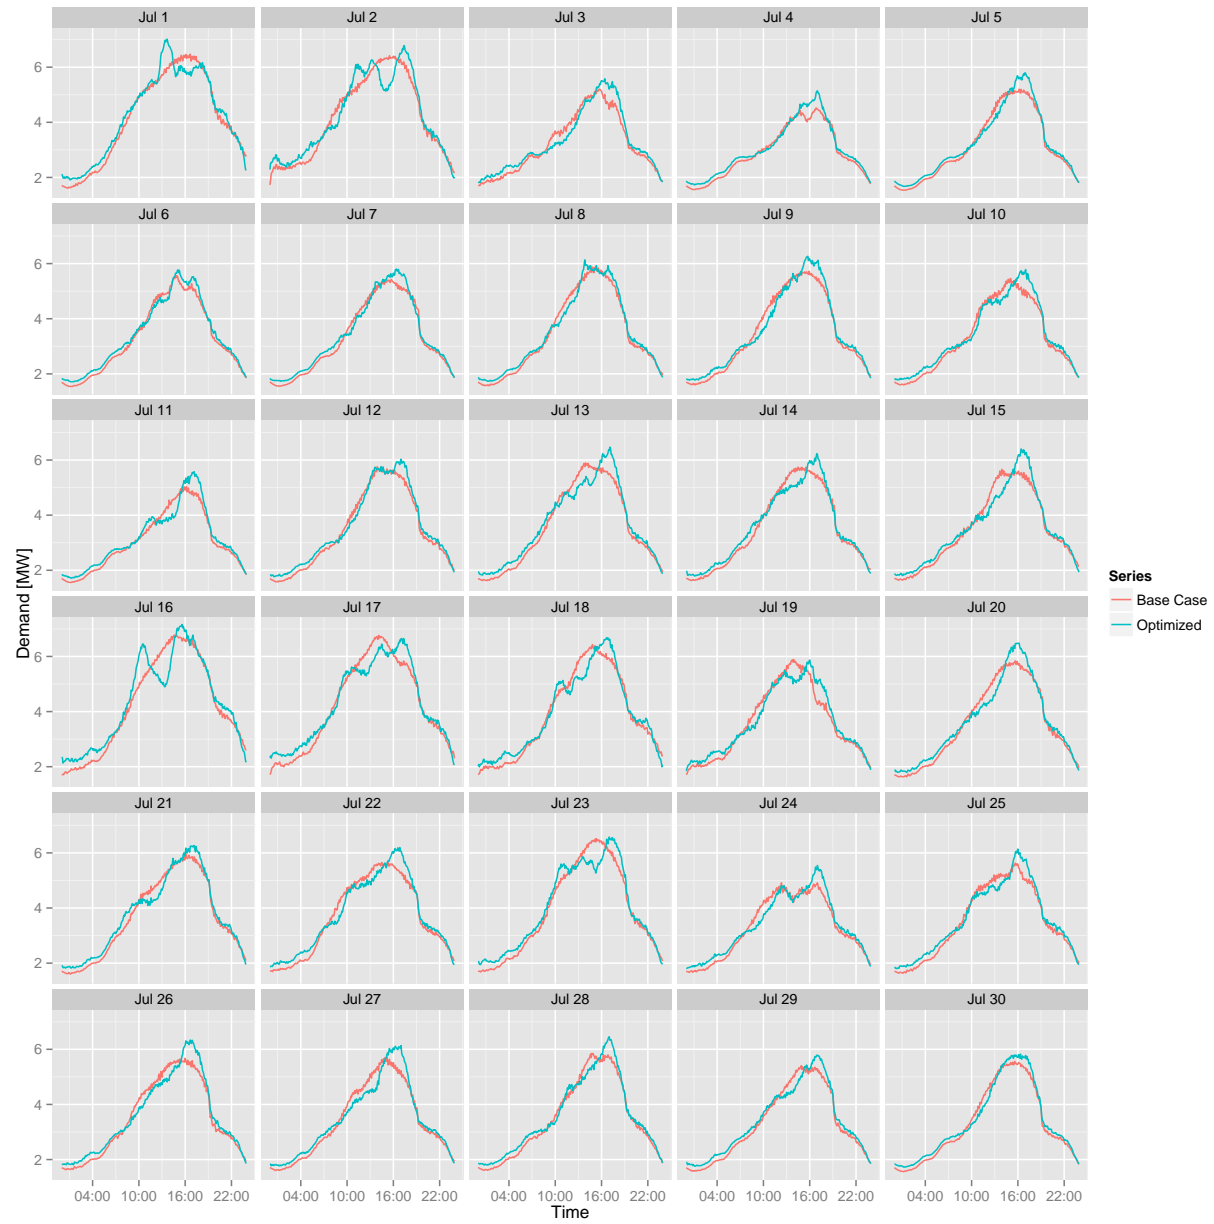 Jul 1
Jul 2
Jul 3
Jul 4
Jul 5
6
4
2
Jul 6
Jul 7
Jul 8
Jul 9
Jul 10
6
4
2
Jul 11
Jul 12
Jul 13
Jul 14
Jul 15
6
4
2
Demand [MW]
Jul 16
Jul 17
Jul 18
Jul 19
Jul 20
6
4
2
Jul 21
Jul 22
Jul 23
Jul 24
Jul 25
6
4
2
Jul 26
Jul 27
Jul 28
Jul 29
Jul 30
6
4
2
04:00 10:00 16:00 22:00
04:00 10:00 16:00 22:00
04:00 10:00 16:00 22:00
04:00 10:00 16:00 22:00
04:00 10:00 16:00 22:00
Time
Series
Base Case
Optimized